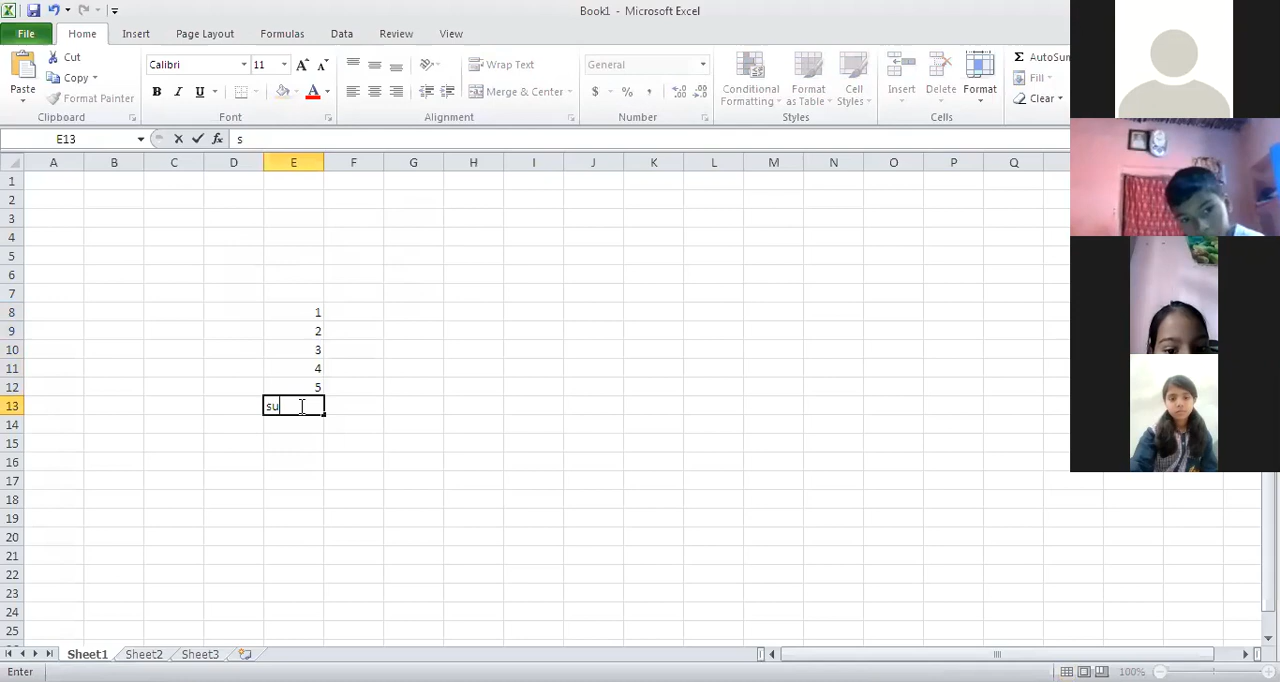 Book1 - Microsoft Excel
File Home Insert Page Layout Formulas Data Review View
Cut
Copy
Format Painter
Paste
Clipboard
Calibri 11 A A
B I U A
Font
Wrap Text
Merge & Center
Alignment
General
$ % ,
Number
Conditional Formatting
Format as Table
Cell Styles
Styles
Insert Delete Format
Cells
Σ AutoSum
Fill
Clear
E13 fx s
A B C D E F G H I J K L M N O P Q
1
2
3
4
5
6
7
8 1
9 2
10 3
11 4
12 5
13 su
14
15
16
17
18
19
20
21
22
23
24
25
Sheet1 Sheet2 Sheet3
Enter 100%